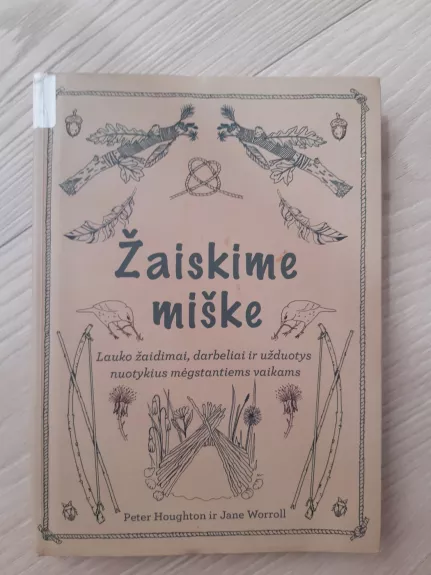 Žaiskime
miške
Lauko žaidimai, darbeliai ir užduotys
nuotykius mėgstantiems vaikams
Peter Houghton ir Jane Worroll